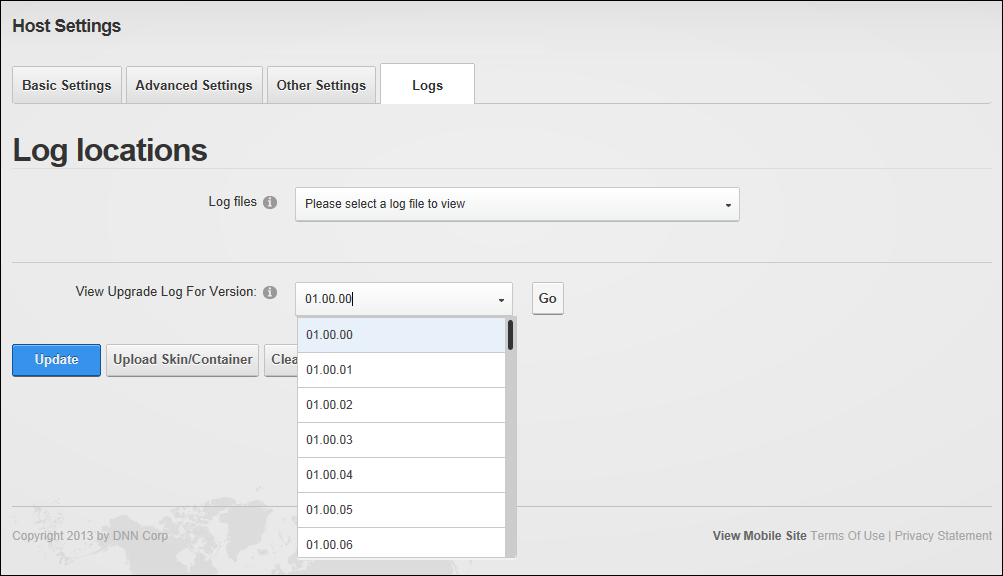 Host Settings
Basic Settings Advanced Settings Other Settings Logs
Log locations
Log files Please select a log file to view
View Upgrade Log For Version: 01.00.00 Go
01.00.00
Update Upload Skin/Container
01.00.01
01.00.02
01.00.03
01.00.04
01.00.05
Copyright 2013 by DNN Corp View Mobile Site Terms Of Use | Privacy Statement
01.00.06